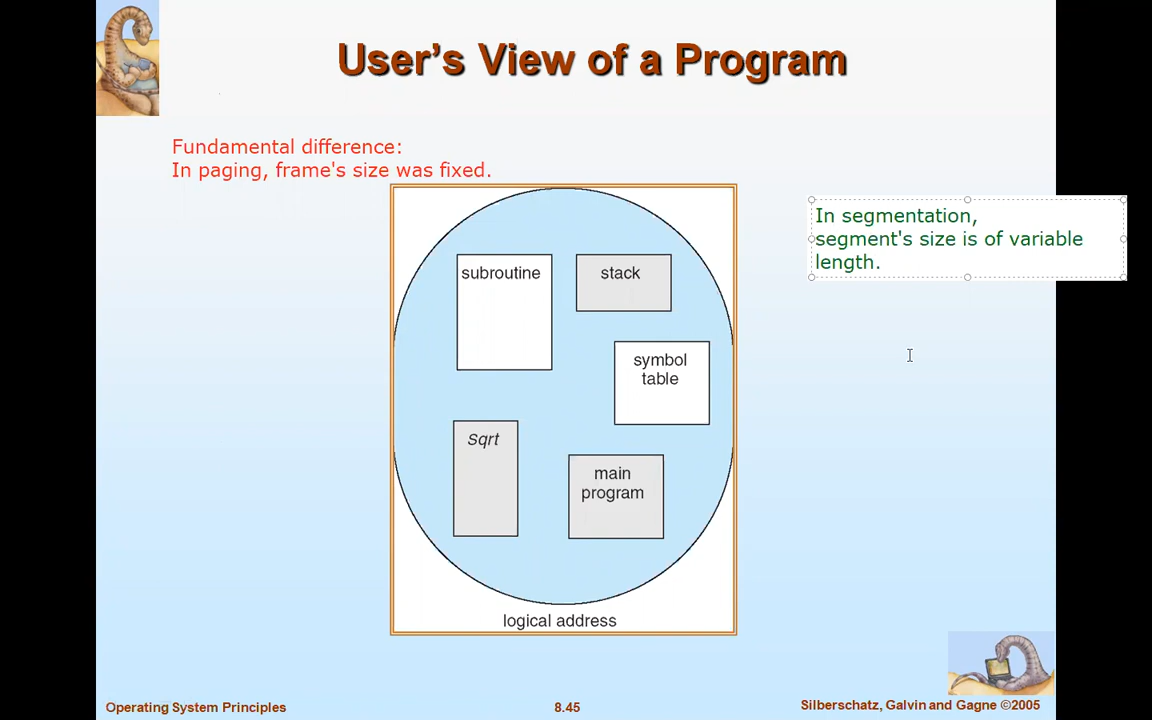 User's View of a Program
Fundamental difference:
In paging, frame's size was fixed.
In segmentation,
segment's size is of variable
length.
subroutine
stack
symbol
table
Sqrt
main
program
logical address
Operating System Principles
8.45
Silberschatz, Galvin and Gagne ©2005